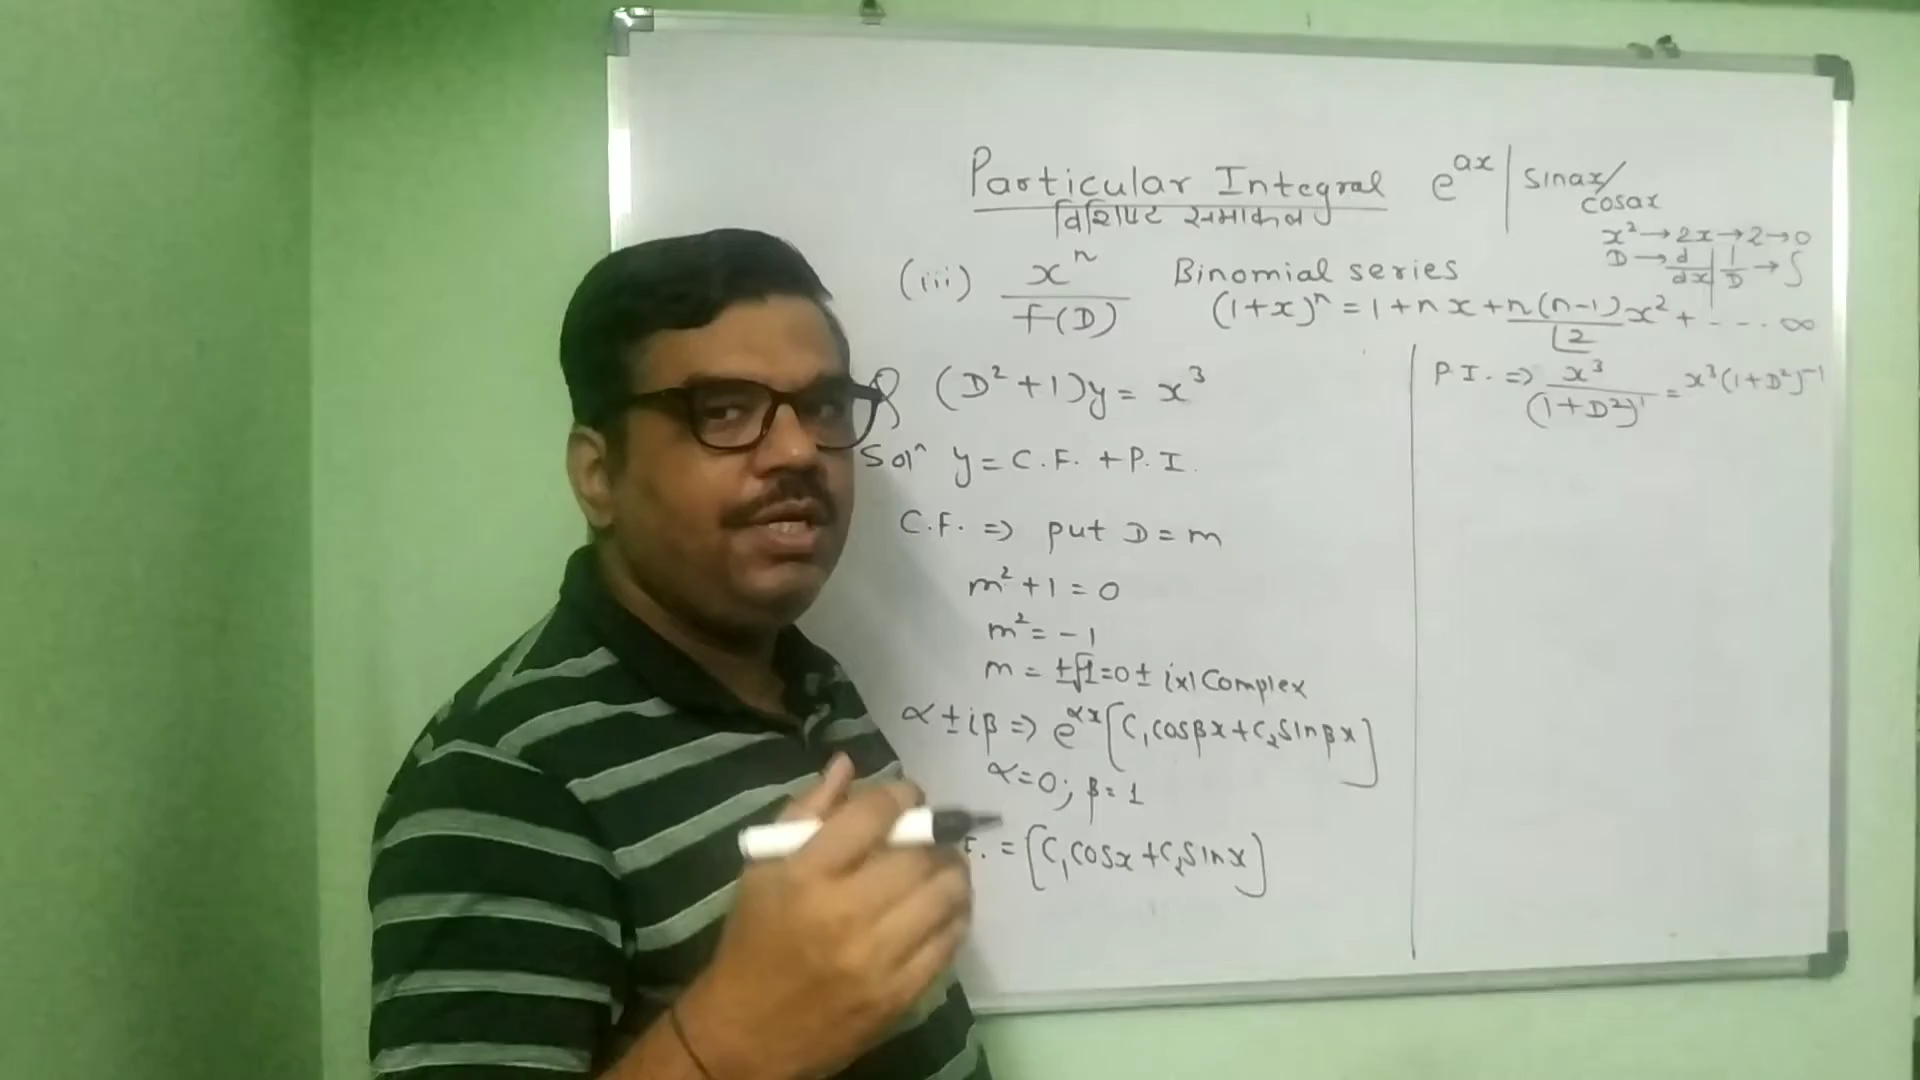 Particular Integral e^ax | sinax/cosax
विशिष्ट समाकलन
x² → 2x → 2 → 0
D → d/dx | 1/D → ∫
(iii) x^n / f(D) Binomial series
(1+x)^n = 1 + nx + n(n-1)/⌊2 x² + - - - . ∞
Q (D² + 1)y = x³
Solⁿ y = C.F. + P.I.
C.F. => put D = m
m² + 1 = 0
m² = -1
m = ±√-1 = 0 ± i×1 Complex
α ± iβ => e^αx [C₁cosβx + C₂sinβx]
α = 0; β = 1
F. = [C₁cosx + C₂sinx]
P.I. => x³ / (1+D²)¹ = x³(1+D²)^-1